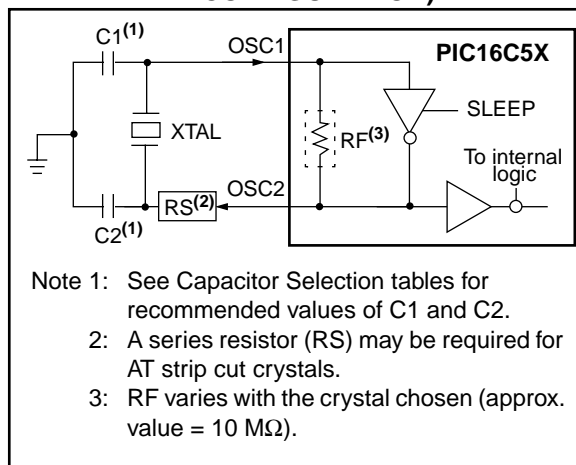 C1(1)
OSC1
PIC16C5X
SLEEP
XTAL
RF(3)
To internal
logic
OSC2
RS(2)
C2(1)
Note 1: See Capacitor Selection tables for
recommended values of C1 and C2.
2: A series resistor (RS) may be required for
AT strip cut crystals.
3: RF varies with the crystal chosen (approx.
value = 10 MΩ).